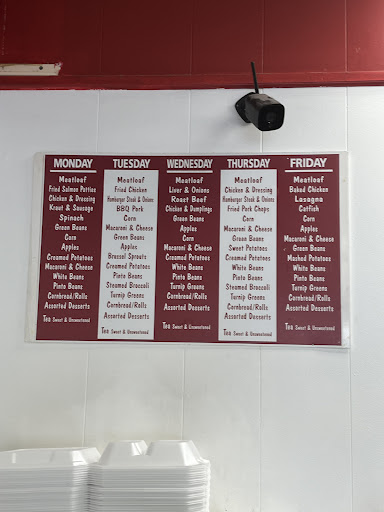 MONDAY
Meatloaf
Fried Salmon Patties
Chicken & Dressing
Kraut & Sausage
Spinach
Green Beans
Corn
Apples
Creamed Potatoes
Macaroni & Cheese
White Beans
Pinto Beans
Cornbread/Rolls
Assorted Desserts
Tea Sweet & Unsweetened
TUESDAY
Meatloaf
Fried Chicken
Hamburger Steak & Onions
BBQ Pork
Corn
Macaroni & Cheese
Green Beans
Apples
Brussel Sprouts
Creamed Potatoes
Pinto Beans
Steamed Broccoli
Turnip Greens
Cornbread/Rolls
Assorted Desserts
Tea Sweet & Unsweetened
WEDNESDAY
Meatloaf
Liver & Onions
Roast Beef
Chicken & Dumplings
Green Beans
Apples
Corn
Macaroni & Cheese
Creamed Potatoes
White Beans
Pinto Beans
Turnip Greens
Cornbread/Rolls
Assorted Desserts
Tea Sweet & Unsweetened
THURSDAY
Meatloaf
Chicken & Dressing
Hamburger Steak & Onions
Fried Pork Chops
Corn
Macaroni & Cheese
Green Beans
Sweet Potatoes
Creamed Potatoes
White Beans
Pinto Beans
Steamed Broccoli
Turnip Greens
Cornbread/Rolls
Assorted Desserts
Tea Sweet & Unsweetened
FRIDAY
Meatloaf
Baked Chicken
Lasagna
Catfish
Corn
Apples
Macaroni & Cheese
Green Beans
Mashed Potatoes
White Beans
Pinto Beans
Turnip Greens
Cornbread/Rolls
Assorted Desserts
Tea Sweet & Unsweetened